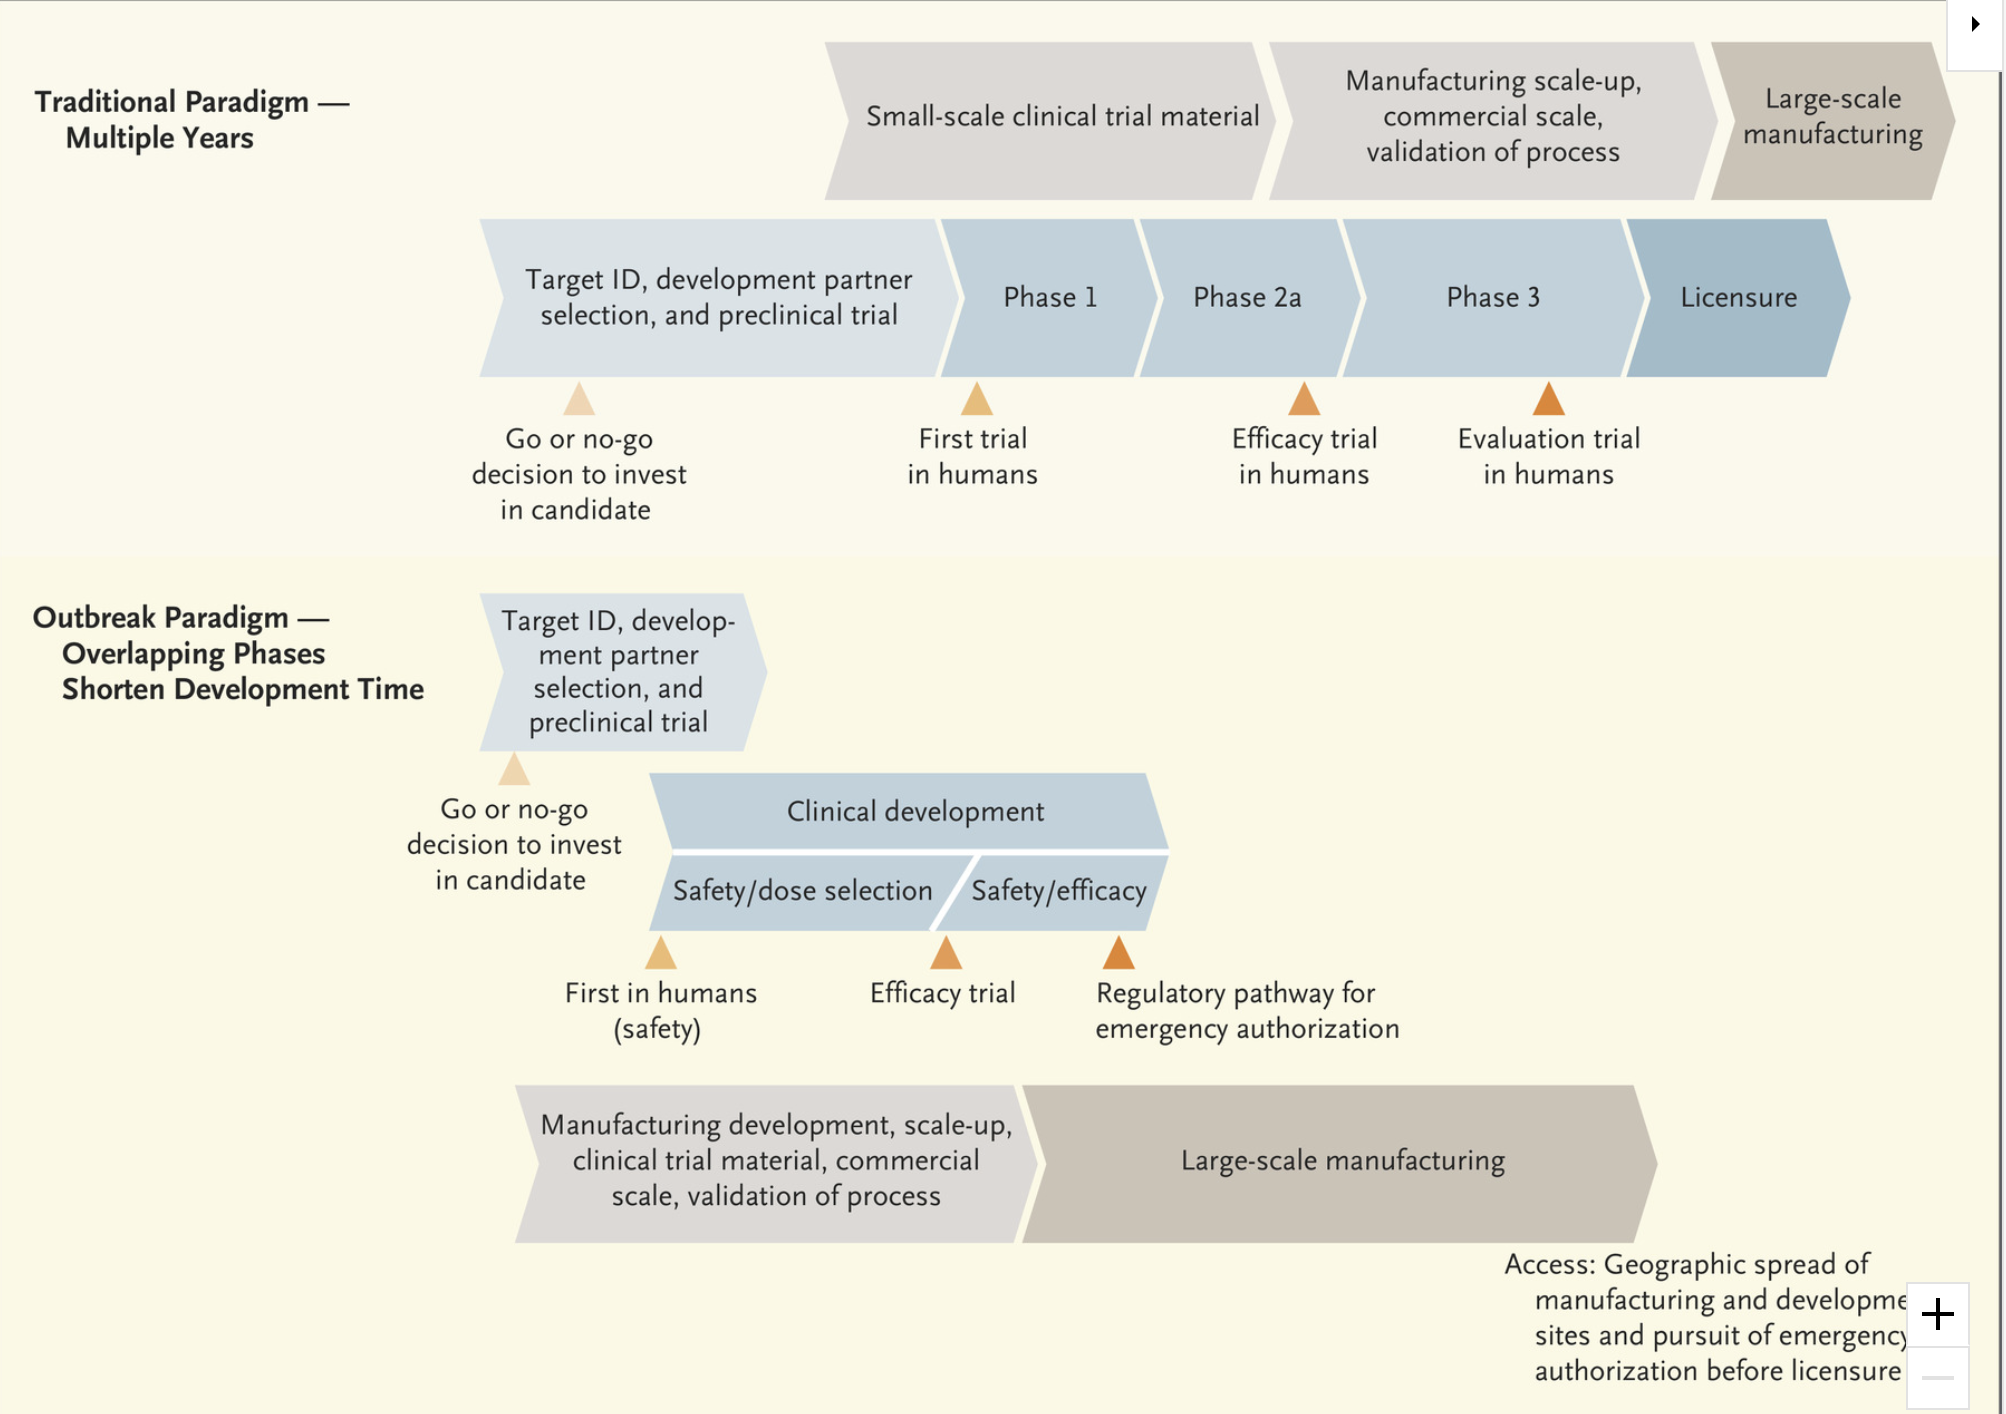 Traditional Paradigm —
Multiple Years
Small-scale clinical trial material
Manufacturing scale-up,
commercial scale,
validation of process
Large-scale
manufacturing
Target ID, development partner
selection, and preclinical trial
Phase 1
Phase 2a
Phase 3
Licensure
Go or no-go
decision to invest
in candidate
First trial
in humans
Efficacy trial
in humans
Evaluation trial
in humans
Outbreak Paradigm —
Overlapping Phases
Shorten Development Time
Target ID, develop-
ment partner
selection, and
preclinical trial
Go or no-go
decision to invest
in candidate
Clinical development
Safety/dose selection
Safety/efficacy
First in humans
(safety)
Efficacy trial
Regulatory pathway for
emergency authorization
Manufacturing development, scale-up,
clinical trial material, commercial
scale, validation of process
Large-scale manufacturing
Access: Geographic spread of
manufacturing and developme
sites and pursuit of emergency
authorization before licensure